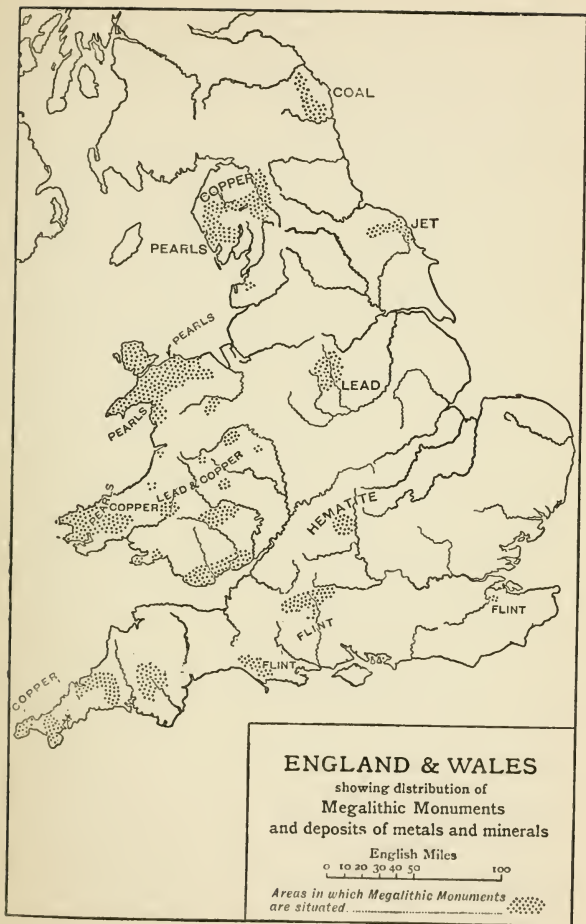 COAL
COPPER
JET
PEARLS
PEARLS
LEAD
PEARLS
LEAD & COPPER
PEARLS
COPPER
HEMATITE
FLINT
FLINT
FLINT
COPPER
ENGLAND & WALES
showing distribution of
Megalithic Monuments
and deposits of metals and minerals
English Miles
0 10 20 30 40 50 100
Areas in which Megalithic Monuments
are situated